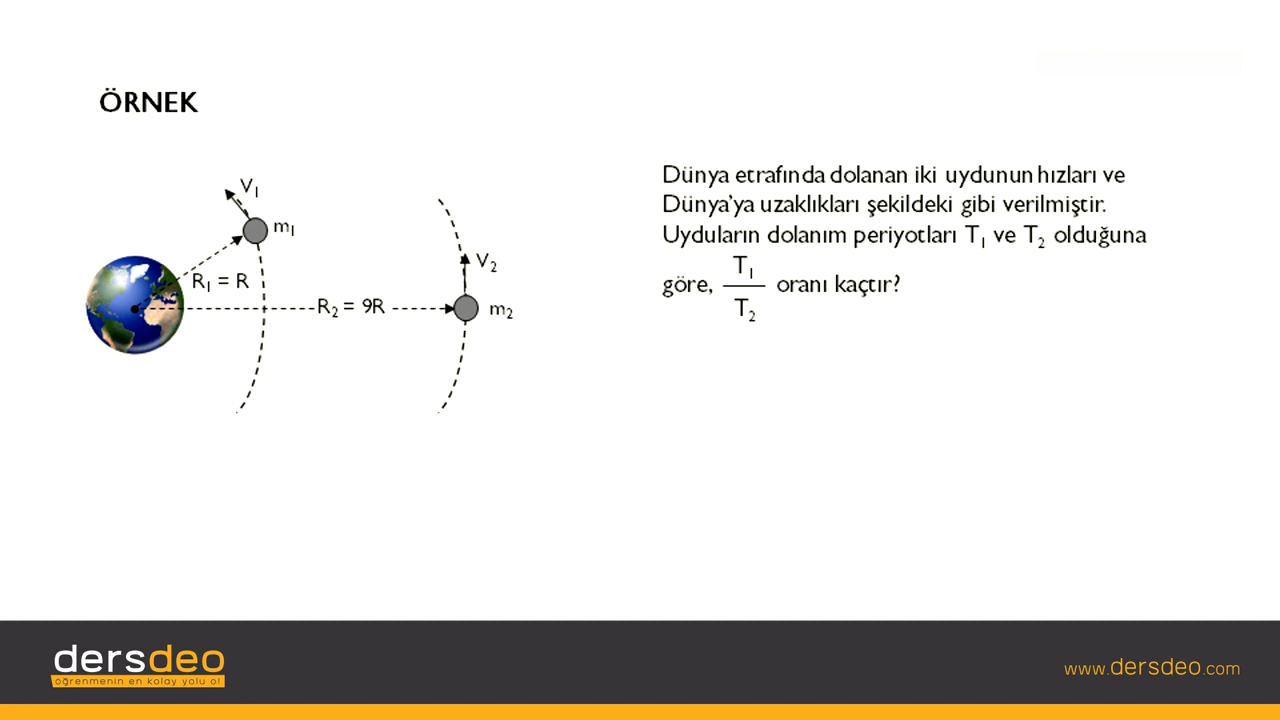 ÖRNEK
Dünya etrafında dolanan iki uydunun hızları ve
Dünya'ya uzaklıkları şekildeki gibi verilmiştir.
Uyduların dolanım periyotları T₁ ve T₂ olduğuna
göre, T₁/T₂ oranı kaçtır?
V₁
m₁
R₁ = R
V₂
R₂ = 9R
m₂
dersdeo
öğrenmenin en kolay yolu o!
www.dersdeo.com